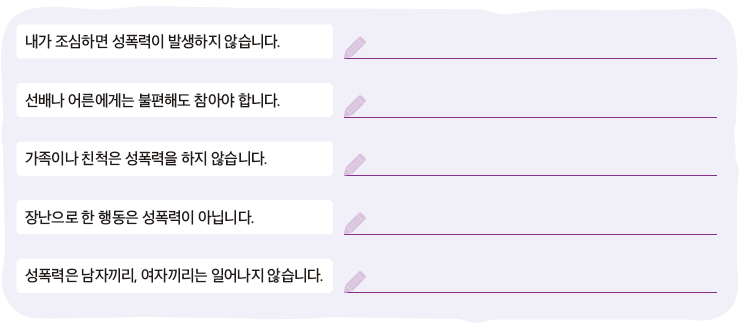 내가 조심하면 성폭력이 발생하지 않습니다.
선배나 어른에게는 불편해도 참아야 합니다.
가족이나 친척은 성폭력을 하지 않습니다.
장난으로 한 행동은 성폭력이 아닙니다.
성폭력은 남자끼리, 여자끼리는 일어나지 않습니다.